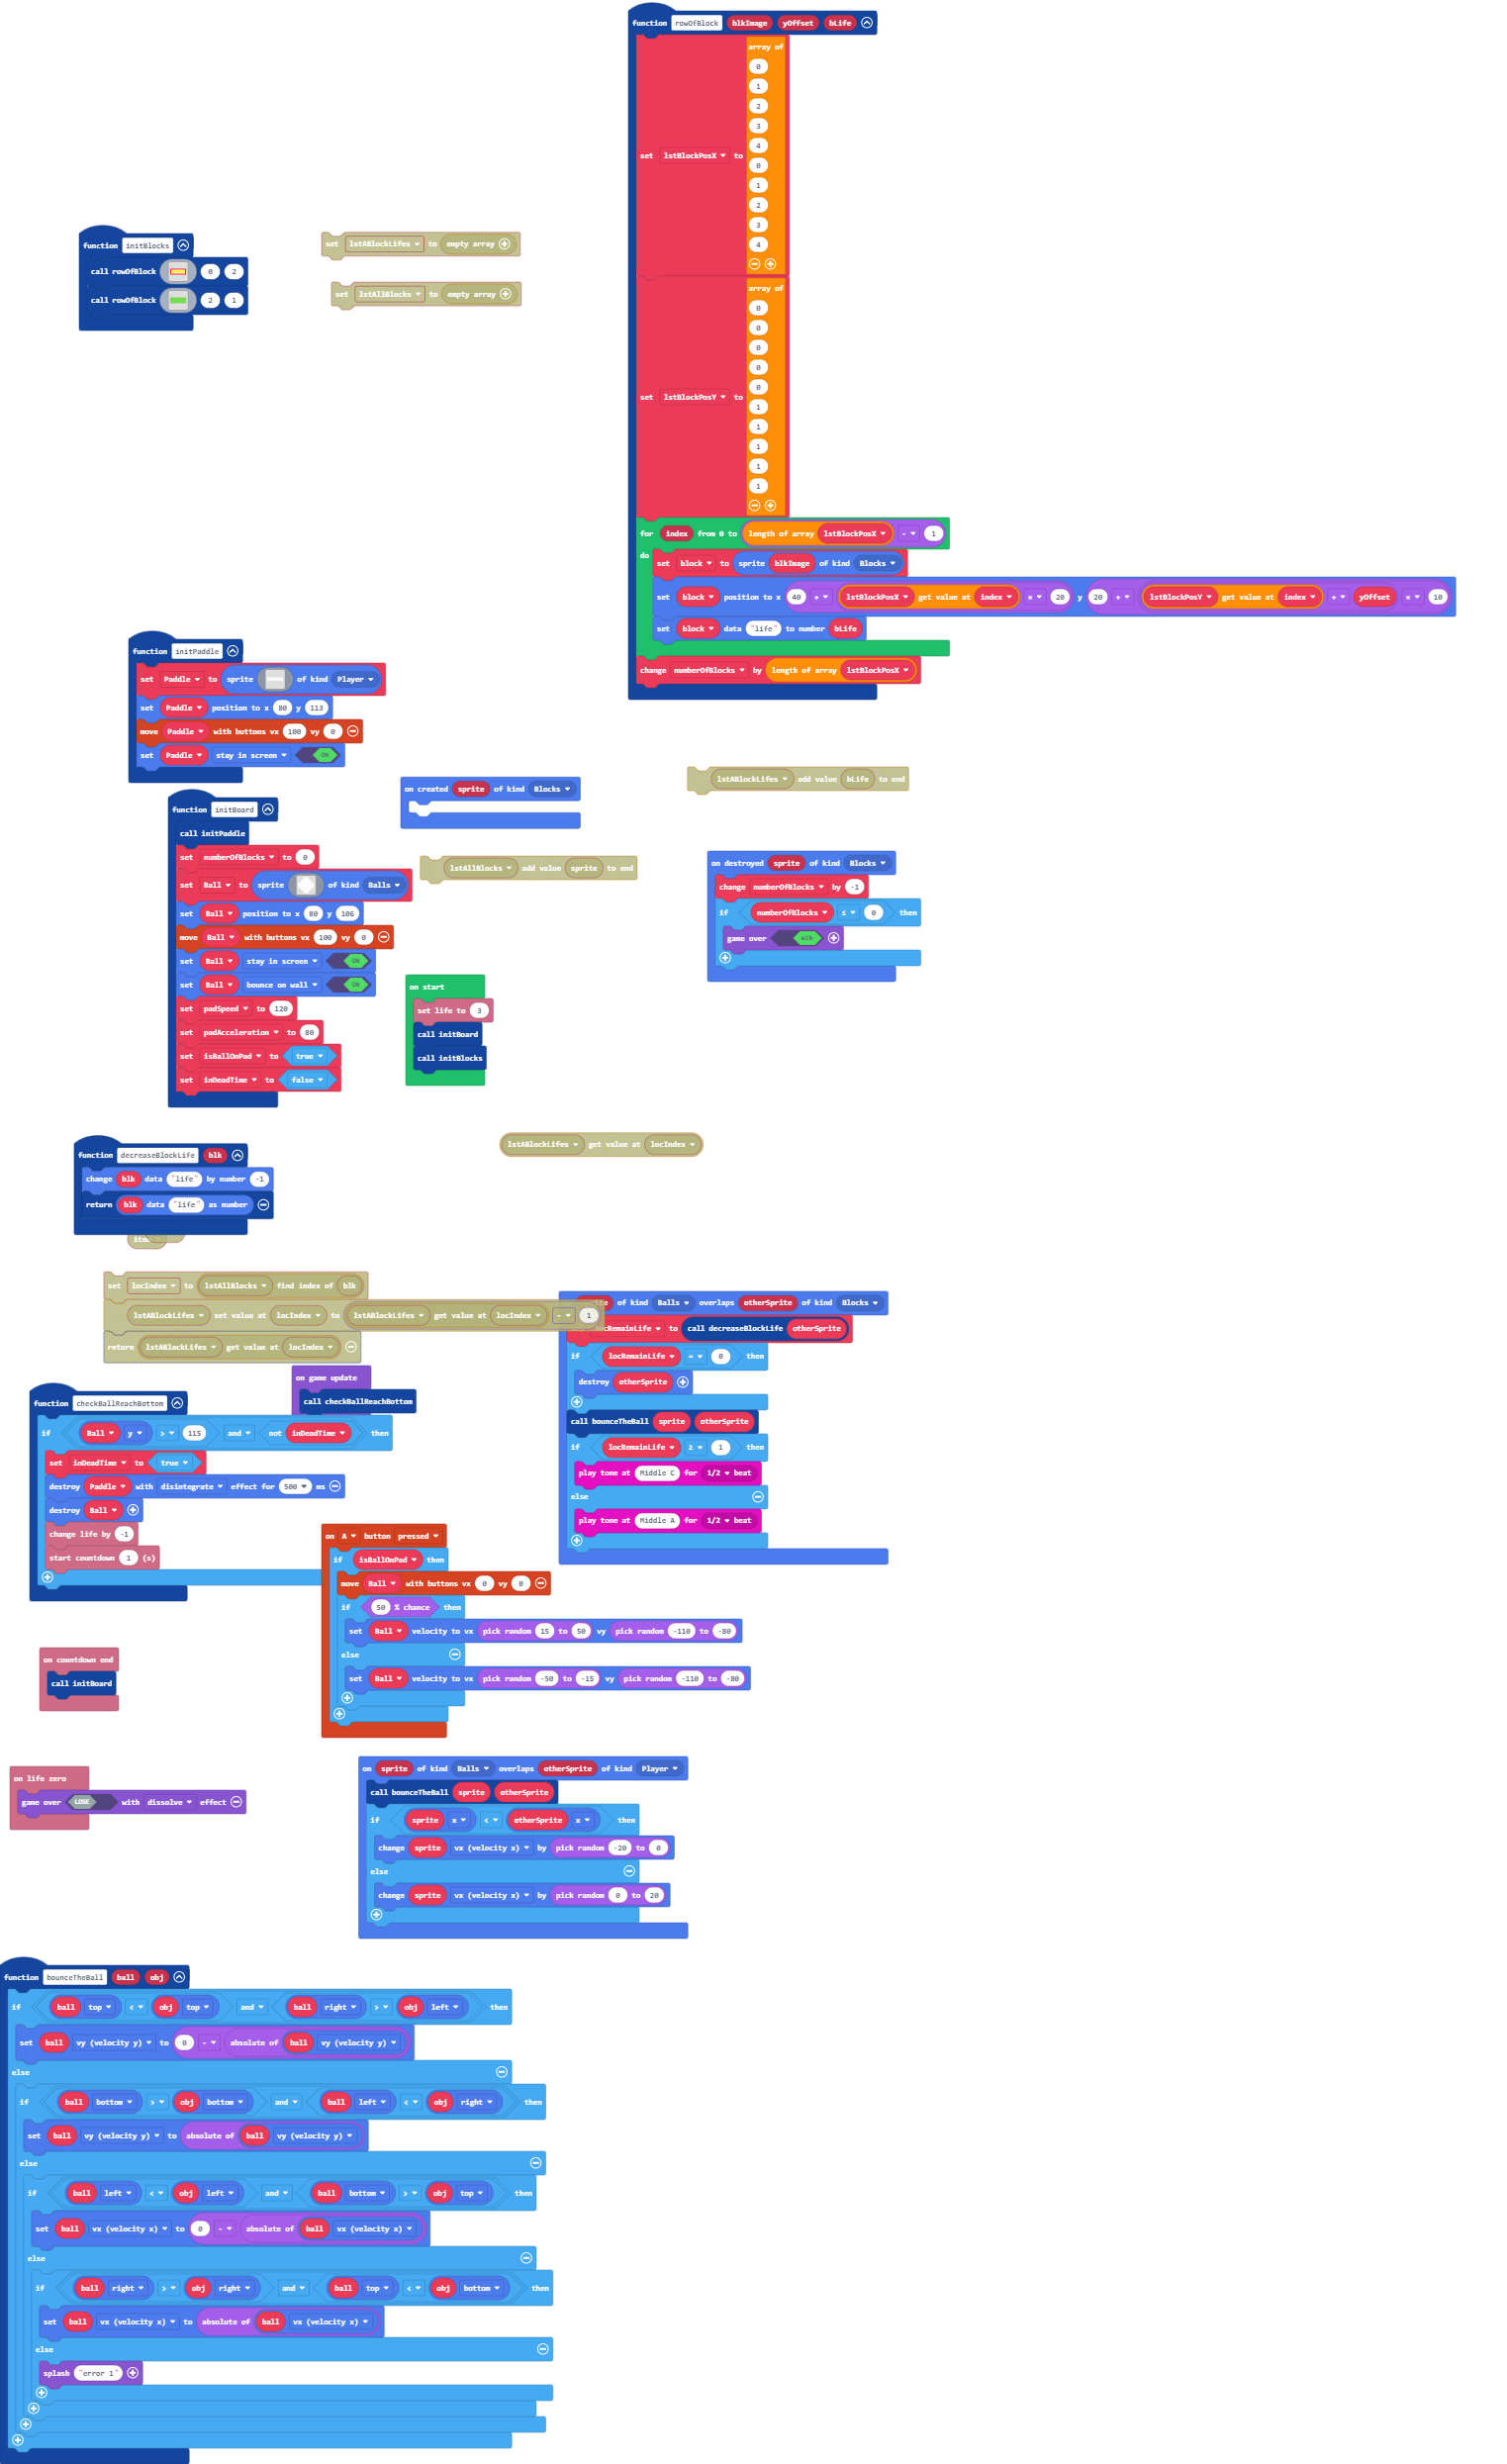 function rowOfBlock blkImage yOffset bLife
set lstBlockPosX to array of
0
1
2
3
4
0
1
2
3
4
set lstBlockPosY to array of
0
0
0
0
0
1
1
1
1
1
for index from 0 to length of array lstBlockPosX - 1
do
set block to sprite blkImage of kind Blocks
set block position to x 40 + lstBlockPosX get value at index × 20 y 20 + lstBlockPosY get value at index + yOffset × 10
set block data "life" to number bLife
change numberOfBlocks by length of array lstBlockPosX
function initBlocks
call rowOfBlock 0 2
call rowOfBlock 2 1
set lstABlockLifes to empty array
set lstAllBlocks to empty array
function initPaddle
set Paddle to sprite of kind Player
set Paddle position to x 80 y 113
move Paddle with buttons vx 100 vy 0
set Paddle stay in screen ON
function initBoard
call initPaddle
set numberOfBlocks to 0
set Ball to sprite of kind Balls
set Ball position to x 80 y 106
move Ball with buttons vx 100 vy 0
set Ball stay in screen ON
set Ball bounce on wall ON
set padSpeed to 120
set padAcceleration to 80
set isBallOnPad to true
set inDeadTime to false
on created sprite of kind Blocks
lstAllBlocks add value sprite to end
lstABlockLifes add value bLife to end
on destroyed sprite of kind Blocks
change numberOfBlocks by -1
if numberOfBlocks ≤ 0 then
game over WIN
on start
set life to 3
call initBoard
call initBlocks
lstABlockLifes get value at locIndex
function decreaseBlockLife blk
change blk data "life" by number -1
return blk data "life" as number
set locIndex to lstAllBlocks find index of blk
lstABlockLifes set value at locIndex to lstABlockLifes get value at locIndex - 1
return lstABlockLifes get value at locIndex
of kind Balls overlaps otherSprite of kind Blocks
to call decreaseBlockLife otherSprite
if locRemainLife = 0 then
destroy otherSprite
call bounceTheBall sprite otherSprite
if locRemainLife ≥ 1 then
play tone at Middle C for 1/2 beat
else
play tone at Middle A for 1/2 beat
on game update
call checkBallReachBottom
function checkBallReachBottom
if Ball y > 115 and not inDeadTime then
set inDeadTime to true
destroy Paddle with disintegrate effect for 500 ms
destroy Ball
change life by -1
start countdown 1 (s)
on A button pressed
if isBallOnPad then
move Ball with buttons vx 0 vy 0
if 50 % chance then
set Ball velocity to vx pick random 15 to 50 vy pick random -110 to -80
else
set Ball velocity to vx pick random -50 to -15 vy pick random -110 to -80
on countdown end
call initBoard
on life zero
game over LOSE with dissolve effect
on sprite of kind Balls overlaps otherSprite of kind Player
call bounceTheBall sprite otherSprite
if sprite x < otherSprite x then
change sprite vx (velocity x) by pick random -20 to 0
else
change sprite vx (velocity x) by pick random 0 to 20
function bounceTheBall ball obj
if ball top < obj top and ball right > obj left then
set ball vy (velocity y) to 0 - absolute of ball vy (velocity y)
else
if ball bottom > obj bottom and ball left < obj right then
set ball vy (velocity y) to absolute of ball vy (velocity y)
else
if ball left < obj left and ball bottom > obj top then
set ball vx (velocity x) to 0 - absolute of ball vx (velocity x)
else
if ball right > obj right and ball top < obj bottom then
set ball vx (velocity x) to absolute of ball vx (velocity x)
else
splash "error 1"